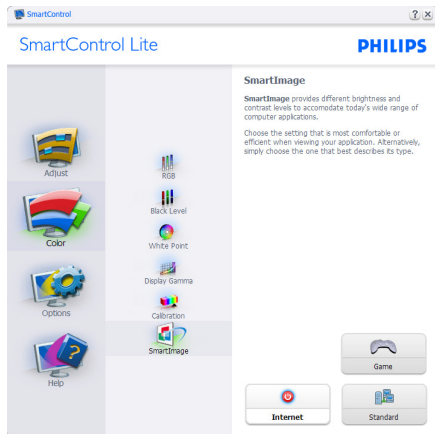 SmartControl
SmartControl Lite
PHILIPS
Adjust
Color
Options
Help
RGB
Black Level
White Point
Display Gamma
Calibration
SmartImage
SmartImage
SmartImage provides different brightness and
contrast levels to accomodate today's wide range of
computer applications.
Choose the setting that is most comfortable or
efficient when viewing your application. Alternatively,
simply choose the one that best describes its type.
Game
Internet
Standard